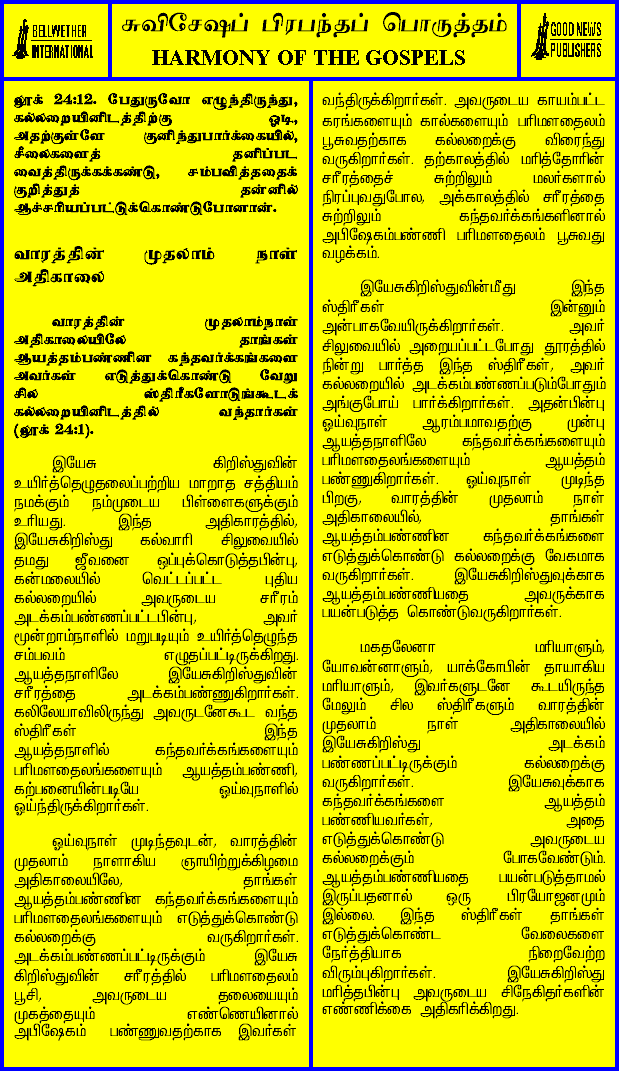 BELLWETHER
INTERNATIONAL
சுவிசேஷப் பிரபந்தப் பொருத்தம்
HARMONY OF THE GOSPELS
GOOD NEWS
PUBLISHERS
லூக் 24:12. பேதுருவோ எழுந்திருந்து,
கல்லறையினிடத்திற்கு ஓடி,
அதற்குள்ளே குனிந்துபார்க்கையில்,
சீலைகளைத் தனிப்பட
வைத்திருக்கக்கண்டு, சம்பவித்ததைக்
குறித்துத் தன்னில்
ஆச்சரியப்பட்டுக்கொண்டுபோனான்.
வாரத்தின் முதலாம் நாள்
அதிகாலை
வாரத்தின் முதலாம்நாள்
அதிகாலையிலே தாங்கள்
ஆயத்தம்பண்ணின கந்தவர்க்கங்களை
அவர்கள் எடுத்துக்கொண்டு வேறு
சில ஸ்திரீகளோடுங்கூடக்
கல்லறையினிடத்தில் வந்தார்கள்
(லூக் 24:1).
இயேசு கிறிஸ்துவின்
உயிர்த்தெழுதலைப்பற்றிய மாறாத சத்தியம்
நமக்கும் நம்முடைய பிள்ளைகளுக்கும்
உரியது. இந்த அதிகாரத்தில்,
இயேசுகிறிஸ்து கல்வாரி சிலுவையில்
தமது ஜீவனை ஒப்புக்கொடுத்தபின்பு,
கன்மலையில் வெட்டப்பட்ட புதிய
கல்லறையில் அவருடைய சரீரம்
அடக்கம்பண்ணப்பட்டபின்பு, அவர்
மூன்றாம்நாளில் மறுபடியும் உயிர்த்தெழுந்த
சம்பவம் எழுதப்பட்டிருக்கிறது.
ஆயத்தநாளிலே இயேசுகிறிஸ்துவின்
சரீரத்தை அடக்கம்பண்ணுகிறார்கள்.
கலிலேயாவிலிருந்து அவருடனேகூட வந்த
ஸ்திரீகள் இந்த
ஆயத்தநாளில் கந்தவர்க்கங்களையும்
பரிமளதைலங்களையும் ஆயத்தம்பண்ணி,
கற்பனையின்படியே ஓய்வுநாளில்
ஓய்ந்திருக்கிறார்கள்.
ஓய்வுநாள் முடிந்தவுடன், வாரத்தின்
முதலாம் நாளாகிய ஞாயிற்றுக்கிழமை
அதிகாலையிலே, தாங்கள்
ஆயத்தம்பண்ணின கந்தவர்க்கங்களையும்
பரிமளதைலங்களையும் எடுத்துக்கொண்டு
கல்லறைக்கு வருகிறார்கள்.
அடக்கம்பண்ணப்பட்டிருக்கும் இயேசு
கிறிஸ்துவின் சரீரத்தில் பரிமளதைலம்
பூசி, அவருடைய தலையையும்
முகத்தையும் எண்ணெயினால்
அபிஷேகம் பண்ணுவதற்காக இவர்கள்
வந்திருக்கிறார்கள். அவருடைய காயம்பட்ட
கரங்களையும் கால்களையும் பரிமளதைலம்
பூசுவதற்காக கல்லறைக்கு விரைந்து
வருகிறார்கள். தற்காலத்தில் மரித்தோரின்
சரீரத்தைச் சுற்றிலும் மலர்களால்
நிரப்புவதுபோல, அக்காலத்தில் சரீரத்தை
சுற்றிலும் கந்தவர்க்கங்களினால்
அபிஷேகம்பண்ணி பரிமளதைலம் பூசுவது
வழக்கம்.
இயேசுகிறிஸ்துவின்மீது இந்த
ஸ்திரீகள் இன்னும்
அன்பாகவேயிருக்கிறார்கள். அவர்
சிலுவையில் அறையப்பட்டபோது தூரத்தில்
நின்று பார்த்த இந்த ஸ்திரீகள், அவர்
கல்லறையில் அடக்கம்பண்ணப்படும்போதும்
அங்குபோய் பார்க்கிறார்கள். அதன்பின்பு
ஓய்வுநாள் ஆரம்பமாவதற்கு முன்பு
ஆயத்தநாளிலே கந்தவர்க்கங்களையும்
பரிமளதைலங்களையும் ஆயத்தம்
பண்ணுகிறார்கள். ஓய்வுநாள் முடிந்த
பிறகு, வாரத்தின் முதலாம் நாள்
அதிகாலையில், தாங்கள்
ஆயத்தம்பண்ணின கந்தவர்க்கங்களை
எடுத்துக்கொண்டு கல்லறைக்கு வேகமாக
வருகிறார்கள். இயேசுகிறிஸ்துவுக்காக
ஆயத்தம்பண்ணியதை அவருக்காக
பயன்படுத்த கொண்டுவருகிறார்கள்.
மகதலேனா மரியாளும்,
யோவன்னாளும், யாக்கோபின் தாயாகிய
மரியாளும், இவர்களுடனே கூடயிருந்த
மேலும் சில ஸ்திரீகளும் வாரத்தின்
முதலாம் நாள் அதிகாலையில்
இயேசுகிறிஸ்து அடக்கம்
பண்ணப்பட்டிருக்கும் கல்லறைக்கு
வருகிறார்கள். இயேசுவுக்காக
கந்தவர்க்கங்களை ஆயத்தம்
பண்ணியவர்கள், அதை
எடுத்துக்கொண்டு அவருடைய
கல்லறைக்கும் போகவேண்டும்.
ஆயத்தம்பண்ணியதை பயன்படுத்தாமல்
இருப்பதனால் ஒரு பிரயோஜனமும்
இல்லை. இந்த ஸ்திரீகள் தாங்கள்
எடுத்துக்கொண்ட வேலைகளை
நேர்த்தியாக நிறைவேற்ற
விரும்புகிறார்கள். இயேசுகிறிஸ்து
மரித்தபின்பு அவருடைய சிநேகிதர்களின்
எண்ணிக்கை அதிகரிக்கிறது.